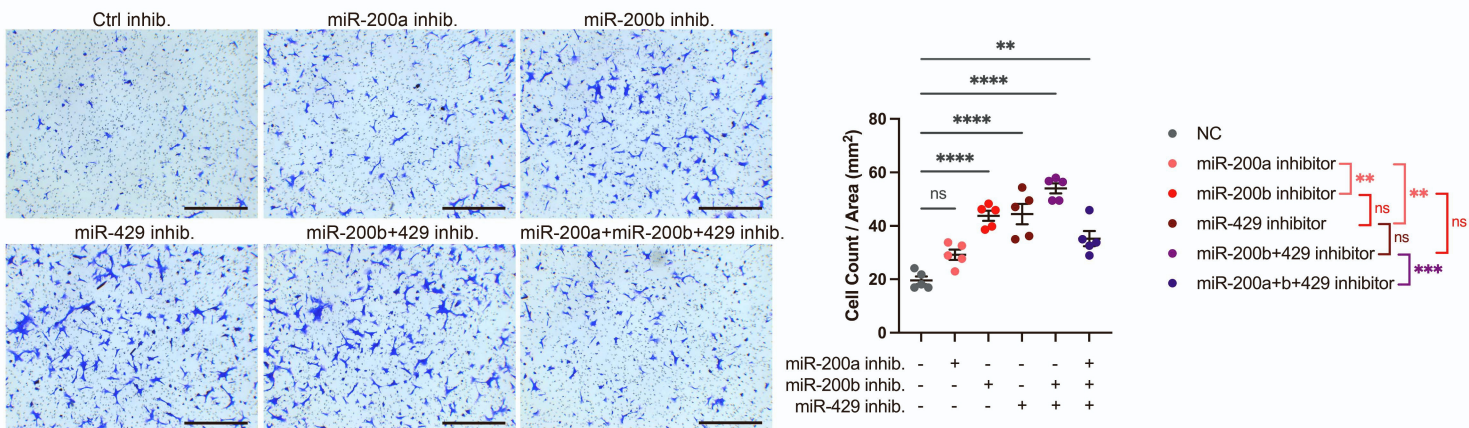 Ctrl inhib.
miR-200a inhib.
miR-200b inhib.
miR-429 inhib.
miR-200b+429 inhib.
miR-200a+miR-200b+429 inhib.
**
****
****
****
ns
Cell Count / Area (mm²)
80
60
40
20
0
miR-200a inhib. - + - - - +
miR-200b inhib. - - + - + +
miR-429 inhib. - - - + + +
NC
miR-200a inhibitor
miR-200b inhibitor
miR-429 inhibitor
miR-200b+429 inhibitor
miR-200a+b+429 inhibitor
**
**
ns
ns
ns
***